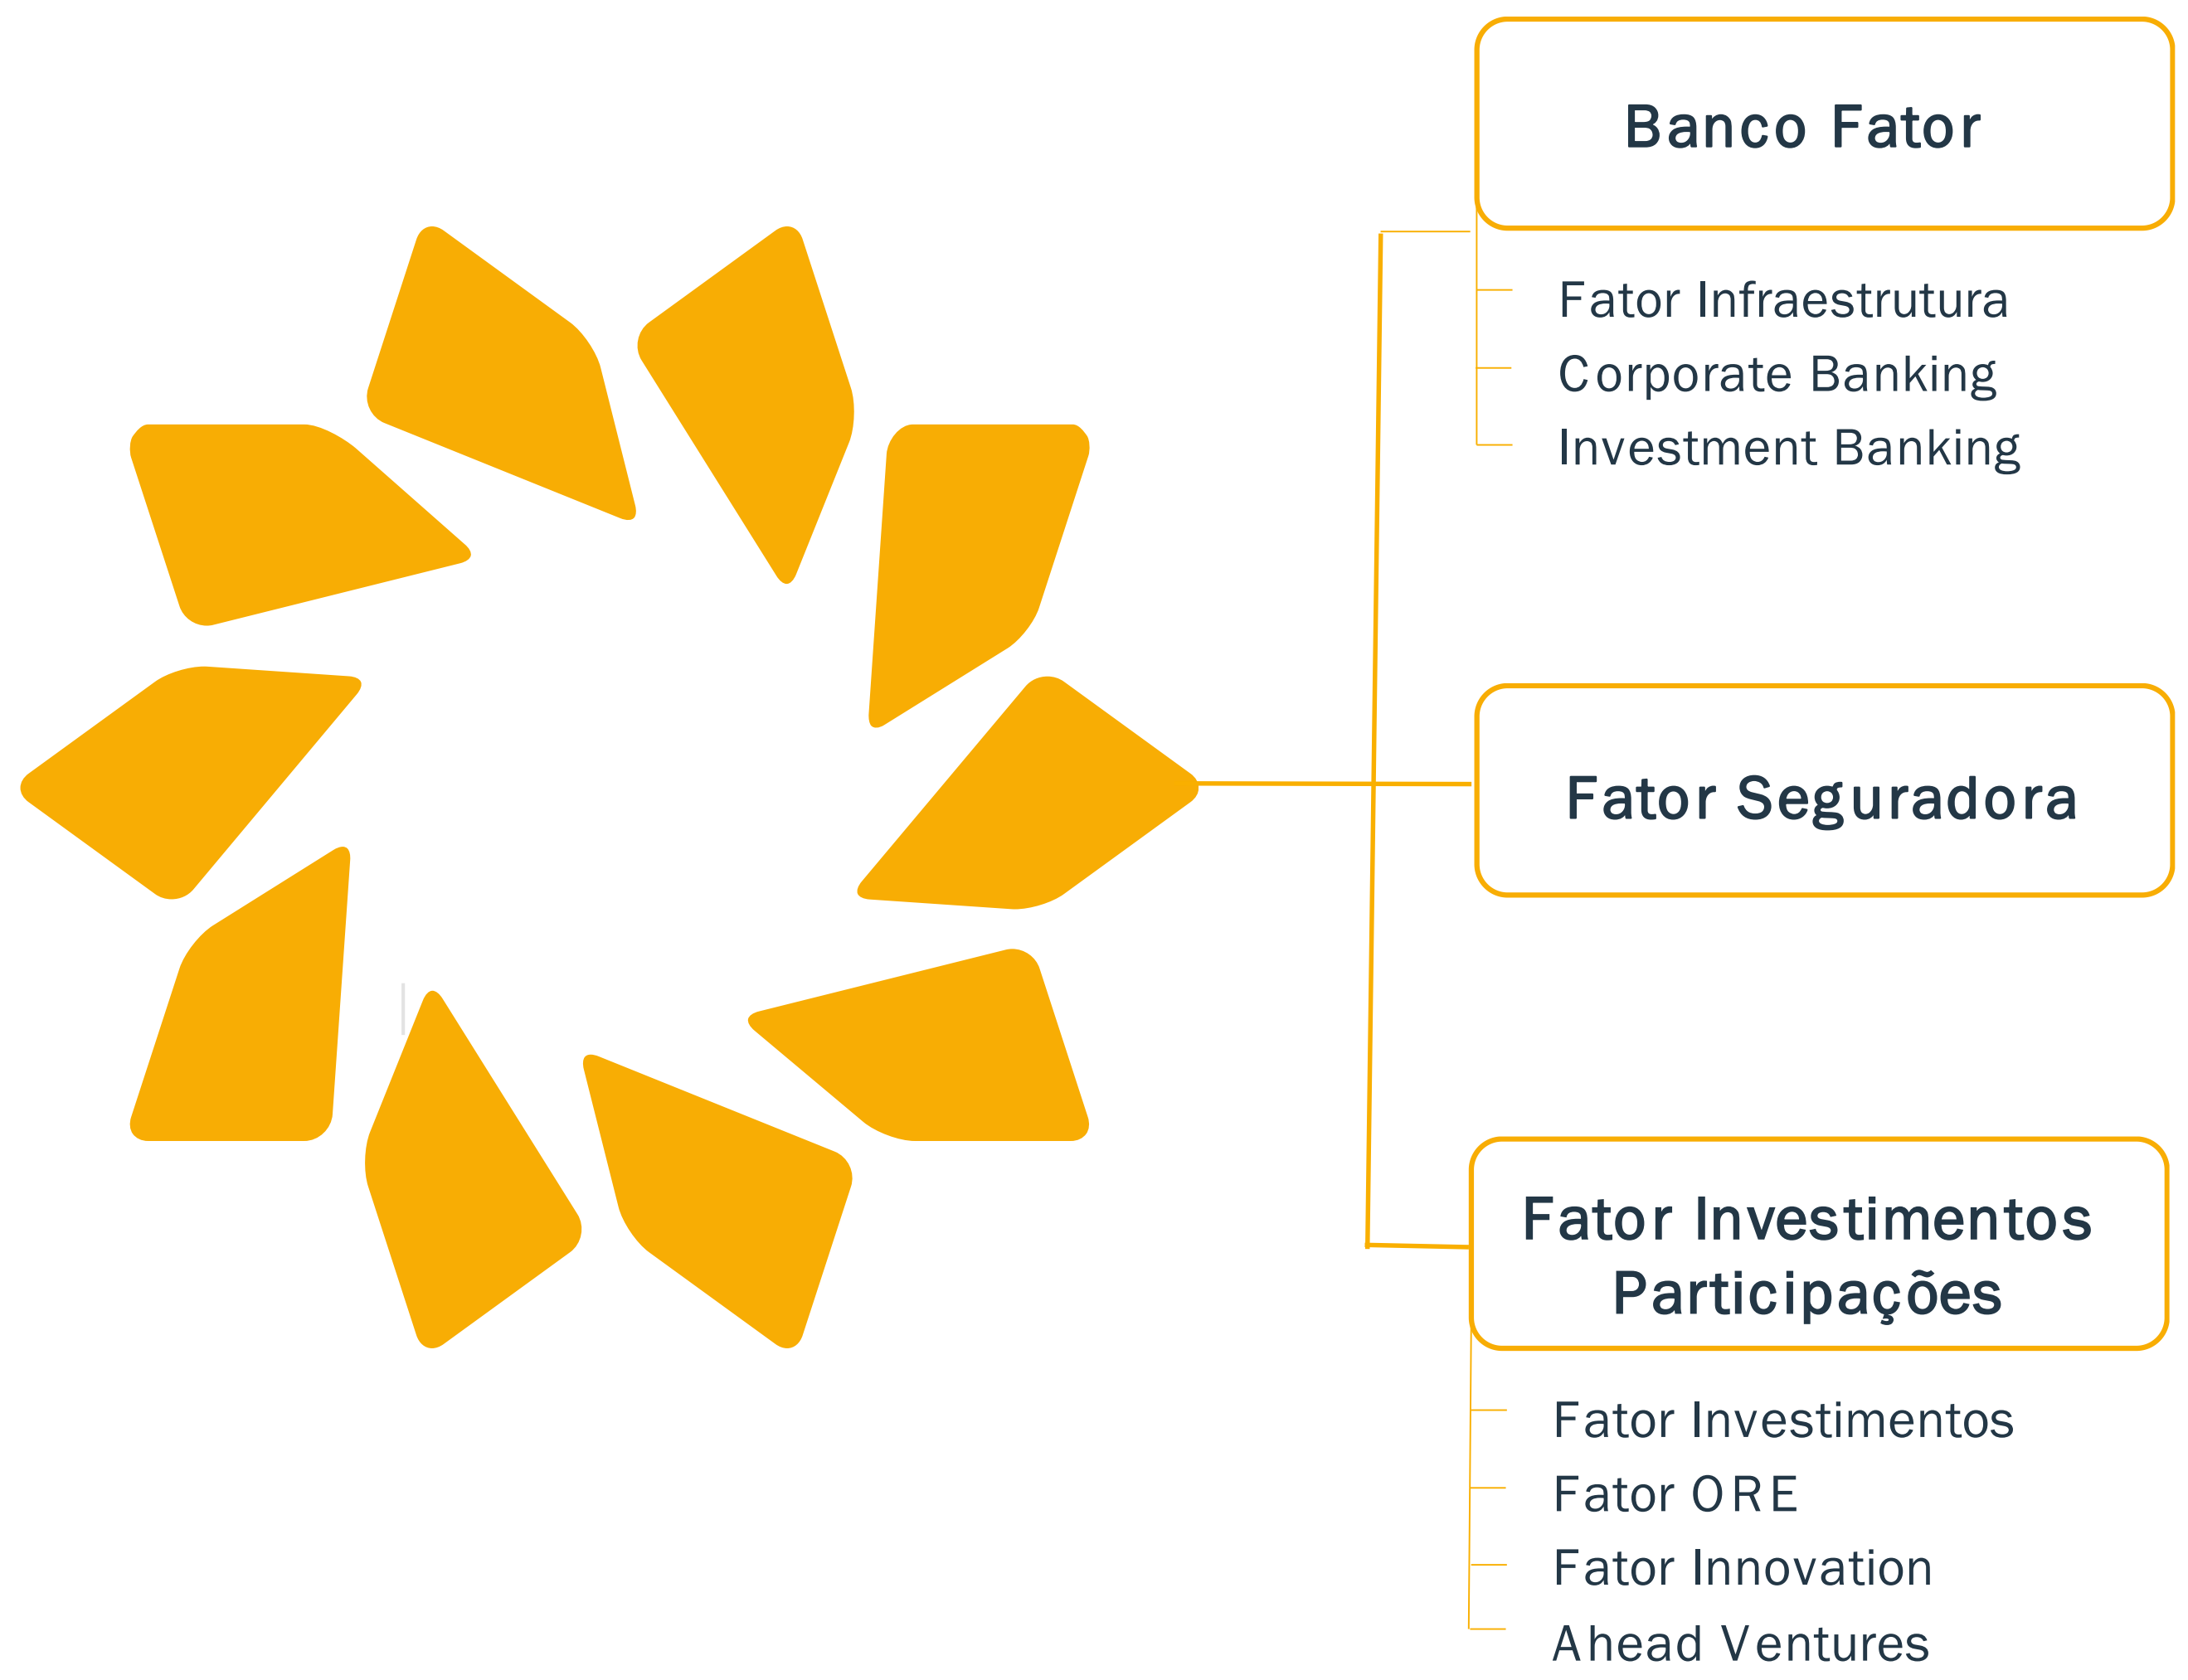 Banco Fator
Fator Infraestrutura
Corporate Banking
Investment Banking
Fator Seguradora
Fator Investimentos
Participações
Fator Investimentos
Fator ORE
Fator Innovation
Ahead Ventures